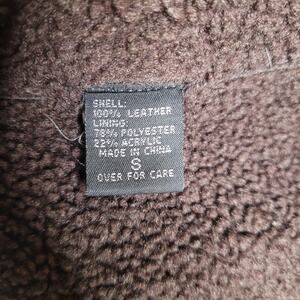 SHELL:
100% LEATHER
LINING:
78% POLYESTER
22% ACRYLIC
MADE IN CHINA
S
OVER FOR CARE